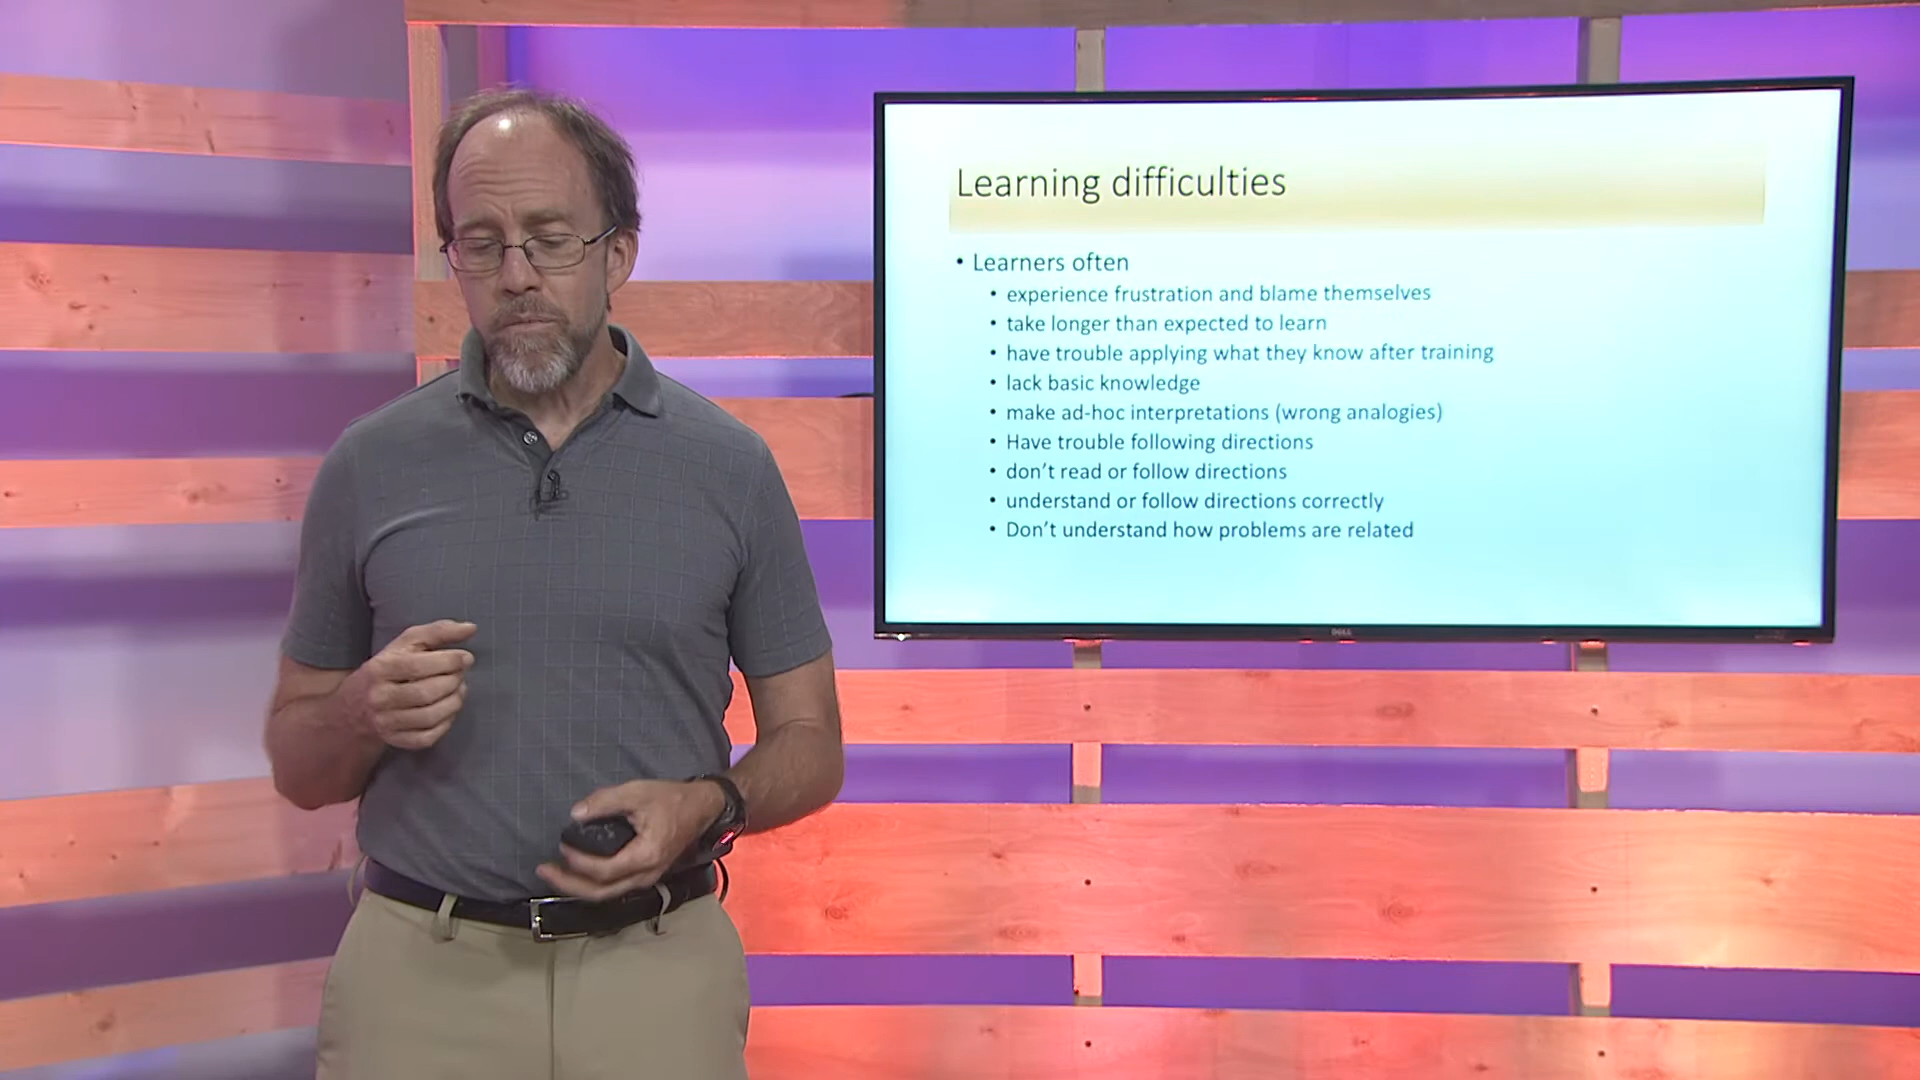 Learning difficulties
• Learners often
• experience frustration and blame themselves
• take longer than expected to learn
• have trouble applying what they know after training
• lack basic knowledge
• make ad-hoc interpretations (wrong analogies)
• Have trouble following directions
• don't read or follow directions
• understand or follow directions correctly
• Don't understand how problems are related
DELL